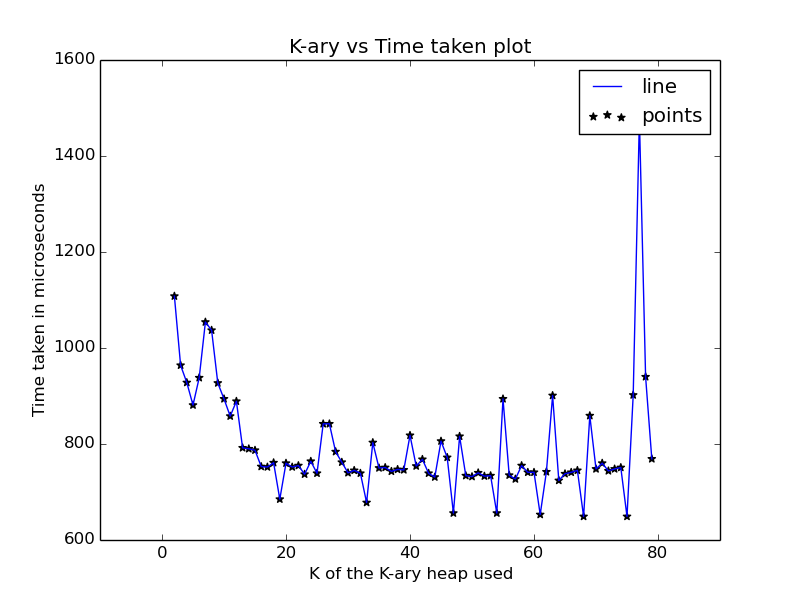 K-ary vs Time taken plot
line
points
Time taken in microseconds
1600
1400
1200
1000
800
600
0 20 40 60 80
K of the K-ary heap used